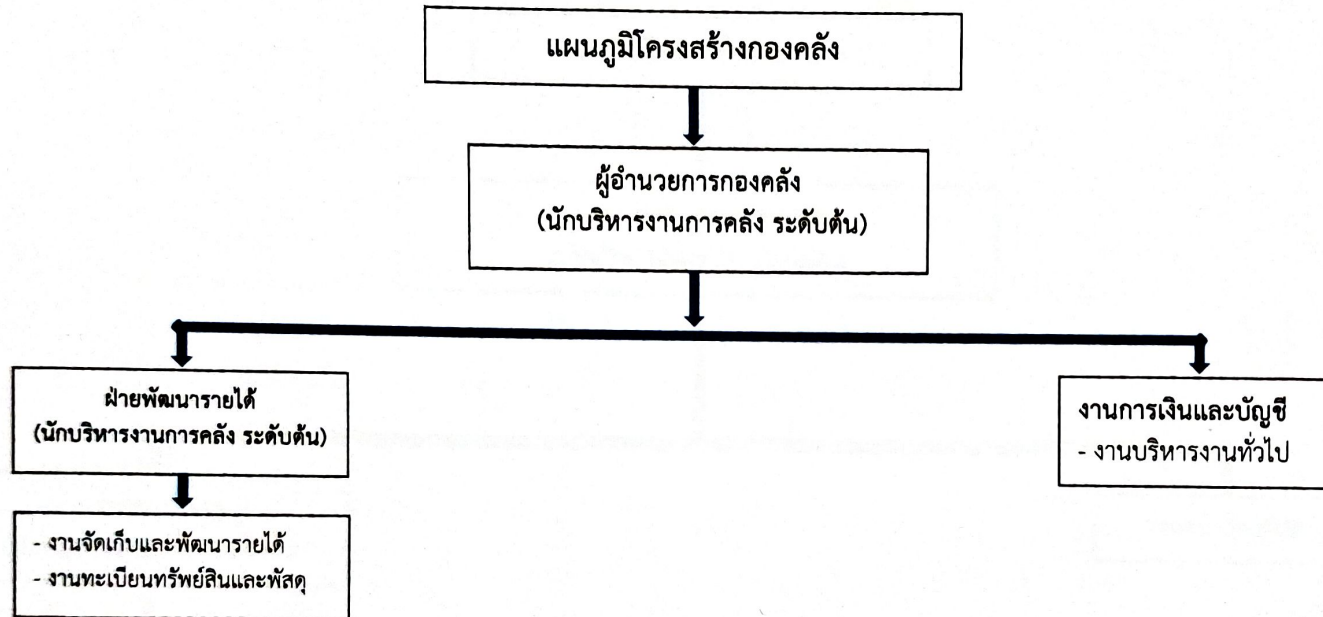 แผนภูมิโครงสร้างกองคลัง
ผู้อำนวยการกองคลัง
(นักบริหารงานการคลัง ระดับต้น)
ฝ่ายพัฒนารายได้
(นักบริหารงานการคลัง ระดับต้น)
- งานจัดเก็บและพัฒนารายได้
- งานทะเบียนทรัพย์สินและพัสดุ
งานการเงินและบัญชี
- งานบริหารงานทั่วไป